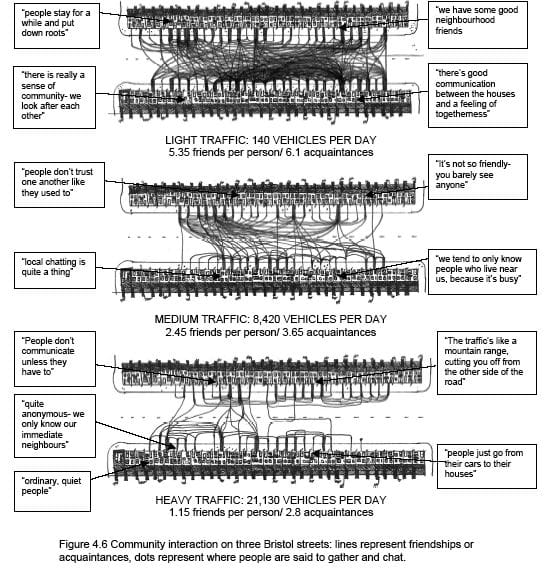 “people stay for a
while and put
down roots”
“we have some good
neighbourhood
friends
“there is really a
sense of
community- we
look after each
other”
“there’s good
communication
between the houses
and a feeling of
togetherness”
LIGHT TRAFFIC: 140 VEHICLES PER DAY
5.35 friends per person/ 6.1 acquaintances
“people don’t trust
one another like
they used to”
“It’s not so friendly-
you barely see
anyone”
“local chatting is
quite a thing”
“we tend to only know
people who live near
us, because it’s busy”
MEDIUM TRAFFIC: 8,420 VEHICLES PER DAY
2.45 friends per person/ 3.65 acquaintances
“People don’t
communicate
unless they
have to”
“The traffic’s like a
mountain range,
cutting you off from
the other side of the
road”
“quite
anonymous- we
only know our
immediate
neighbours”
“ordinary, quiet
people”
“people just go from
their cars to their
houses”
HEAVY TRAFFIC: 21,130 VEHICLES PER DAY
1.15 friends per person/ 2.8 acquaintances
Figure 4.6 Community interaction on three Bristol streets: lines represent friendships or
acquaintances, dots represent where people are said to gather and chat.